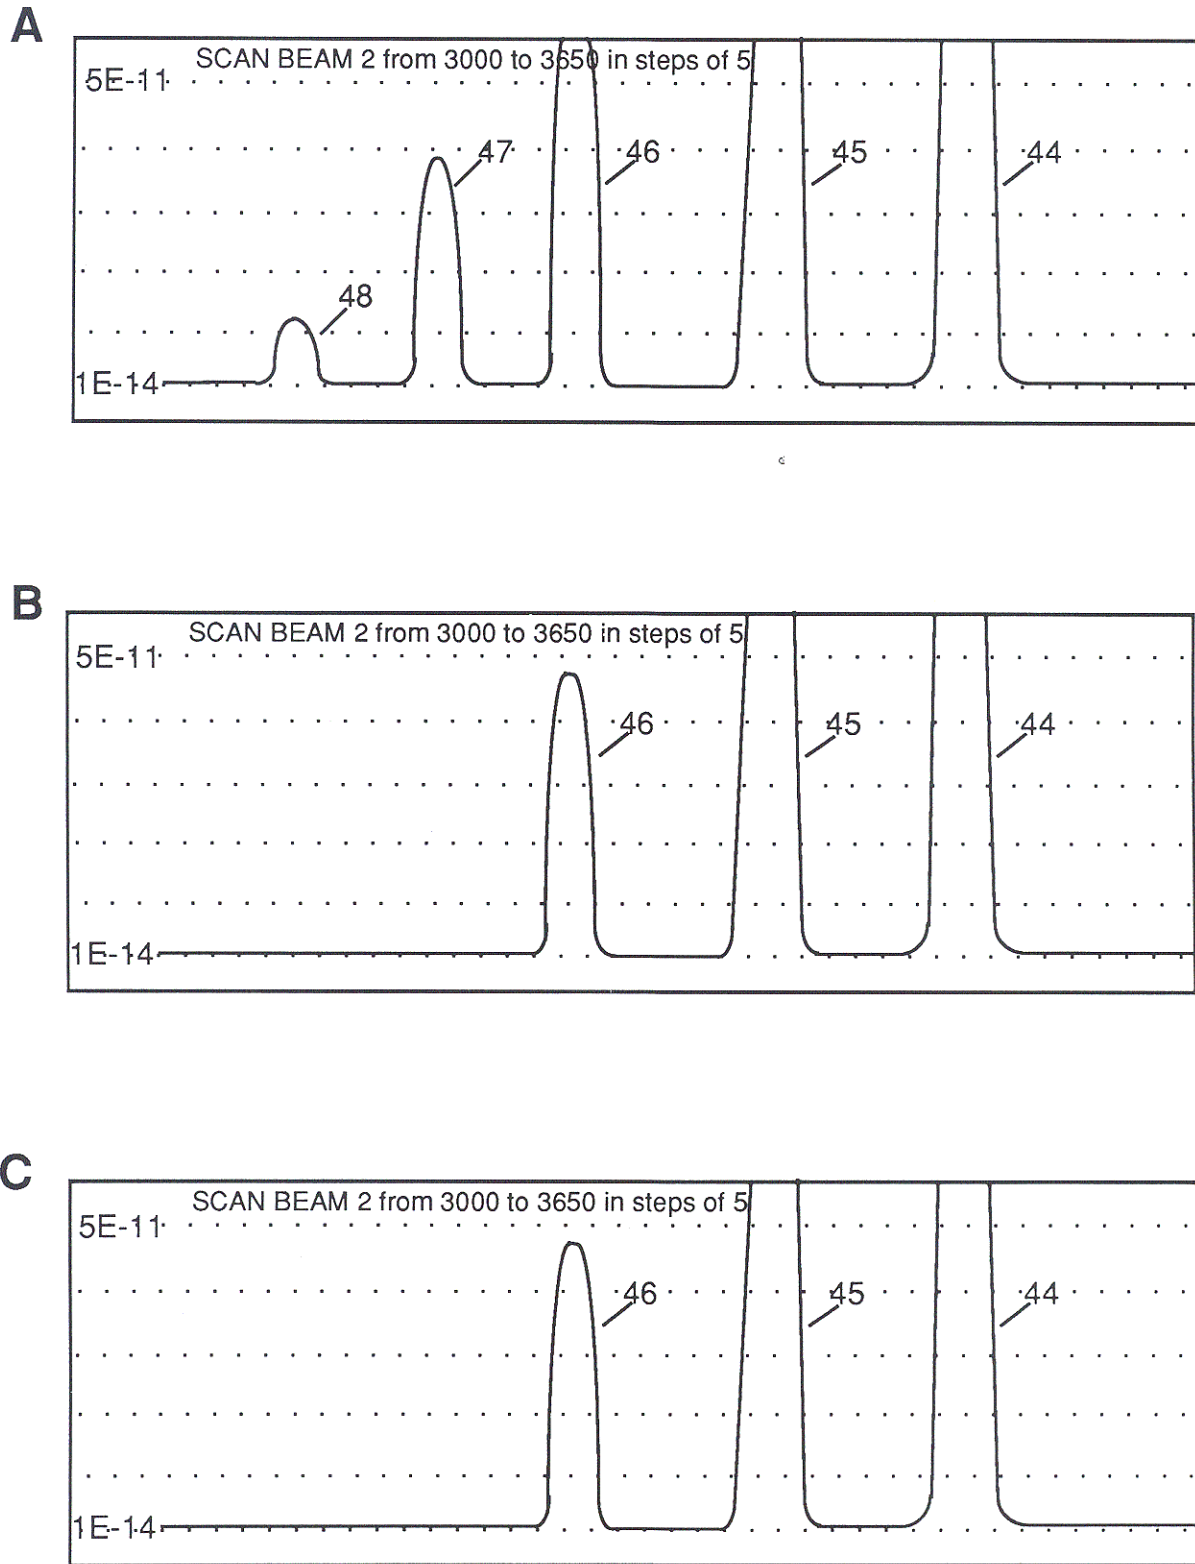 A
SCAN BEAM 2 from 3000 to 3650 in steps of 5
5E-11
47 46 45 44
48
1E-14
B
SCAN BEAM 2 from 3000 to 3650 in steps of 5
5E-11
46 45 44
1E-14
C
SCAN BEAM 2 from 3000 to 3650 in steps of 5
5E-11
46 45 44
1E-14